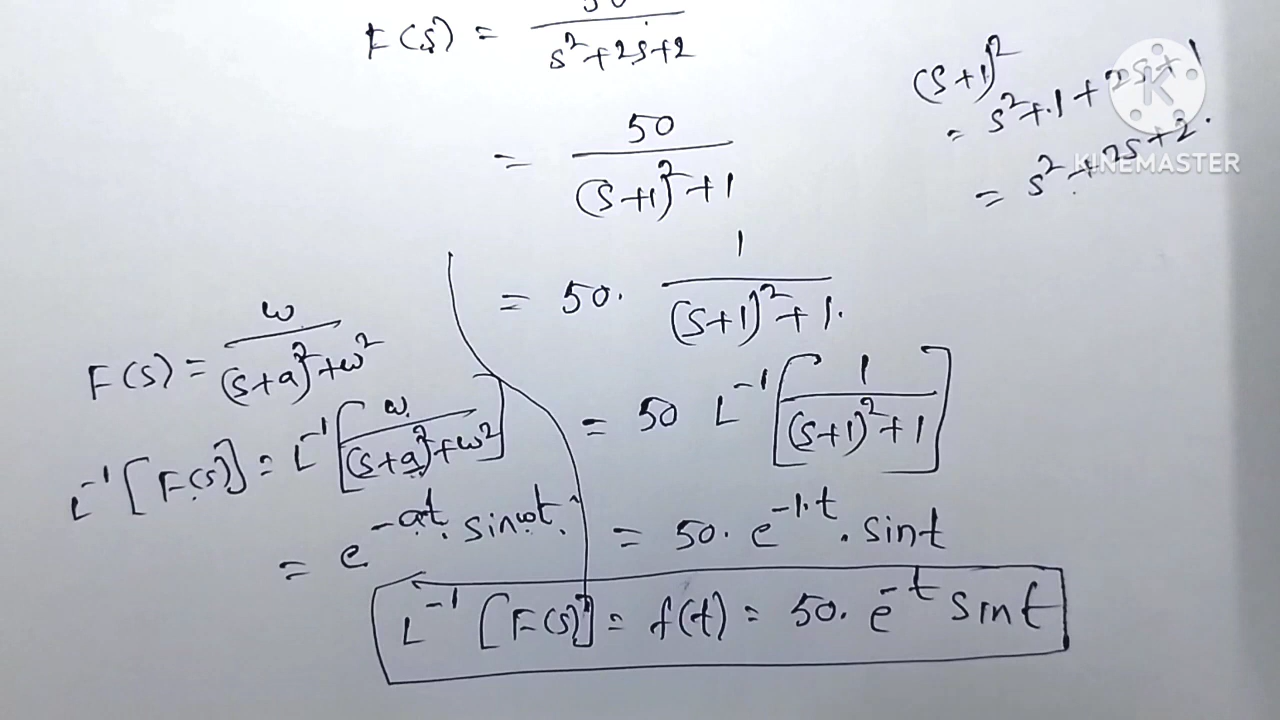 F(s) = 50 / s²+2s+2
= 50 / (s+1)²+1
= 50. 1 / (s+1)²+1.
= 50 L⁻¹[1 / (s+1)²+1]
= 50. e^-1.t . sint
L⁻¹[F(s)] = f(t) = 50. e^-t sint
F(s) = ω / (s+a)²+ω²
L⁻¹[F(s)] = L⁻¹[ω / (s+a)²+ω²]
= e^-at. sinωt.
(s+1)²
= s²+.1+2s+1
= s²+2s+2.
KINEMASTER